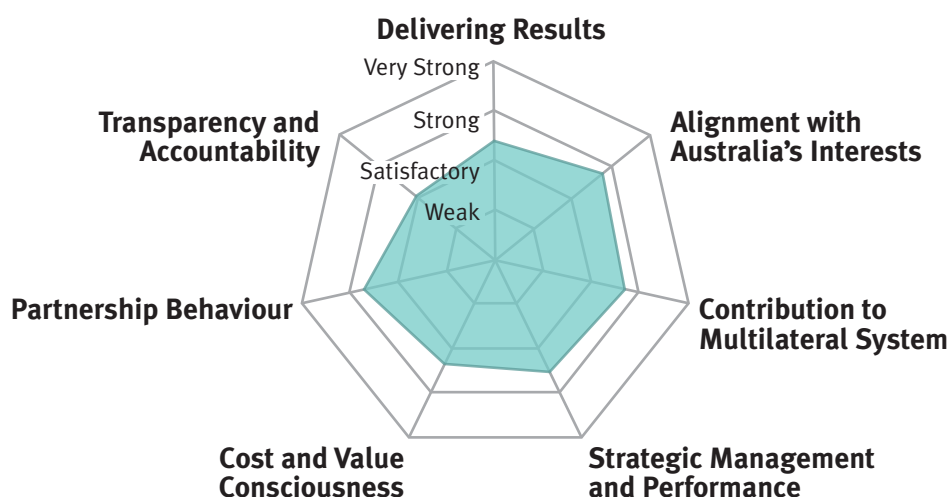 Delivering Results
Very Strong
Strong
Satisfactory
Weak
Transparency and
Accountability
Alignment with
Australia’s Interests
Partnership Behaviour
Contribution to
Multilateral System
Cost and Value
Consciousness
Strategic Management
and Performance